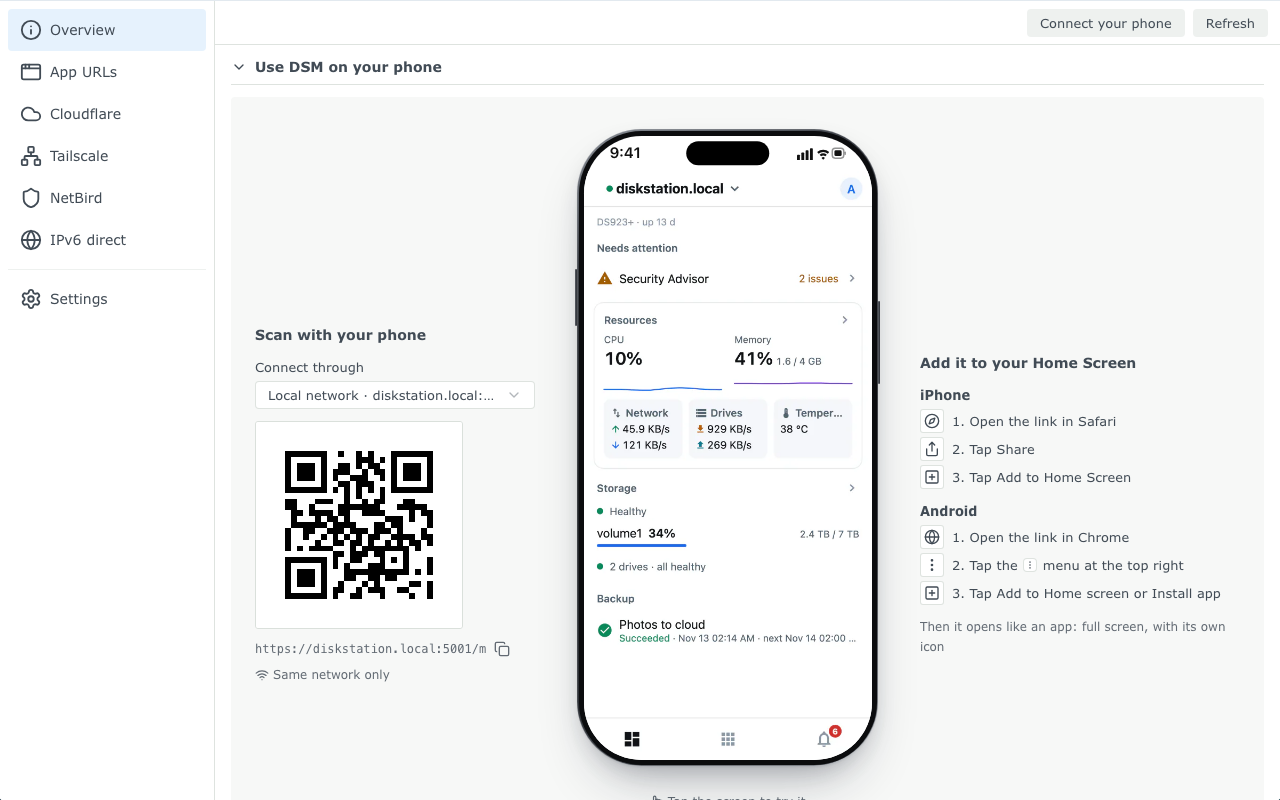 Overview
App URLs
Cloudflare
Tailscale
NetBird
IPv6 direct
Settings
Connect your phone
Refresh
Use DSM on your phone
Scan with your phone
Connect through
Local network · diskstation.local:...
https://diskstation.local:5001/m
Same network only
9:41
diskstation.local
A
DS923+ · up 13 d
Needs attention
Security Advisor
2 issues
Resources
CPU
Memory
10%
41% 1.6 / 4 GB
Network
45.9 KB/s
121 KB/s
Drives
929 KB/s
269 KB/s
Temper...
38 °C
Storage
Healthy
volume1 34%
2.4 TB / 7 TB
2 drives · all healthy
Backup
Photos to cloud
Succeeded · Nov 13 02:14 AM · next Nov 14 02:00 ...
6
Tap the screen to try it
Add it to your Home Screen
iPhone
1. Open the link in Safari
2. Tap Share
3. Tap Add to Home Screen
Android
1. Open the link in Chrome
2. Tap the menu at the top right
3. Tap Add to Home screen or Install app
Then it opens like an app: full screen, with its own
icon